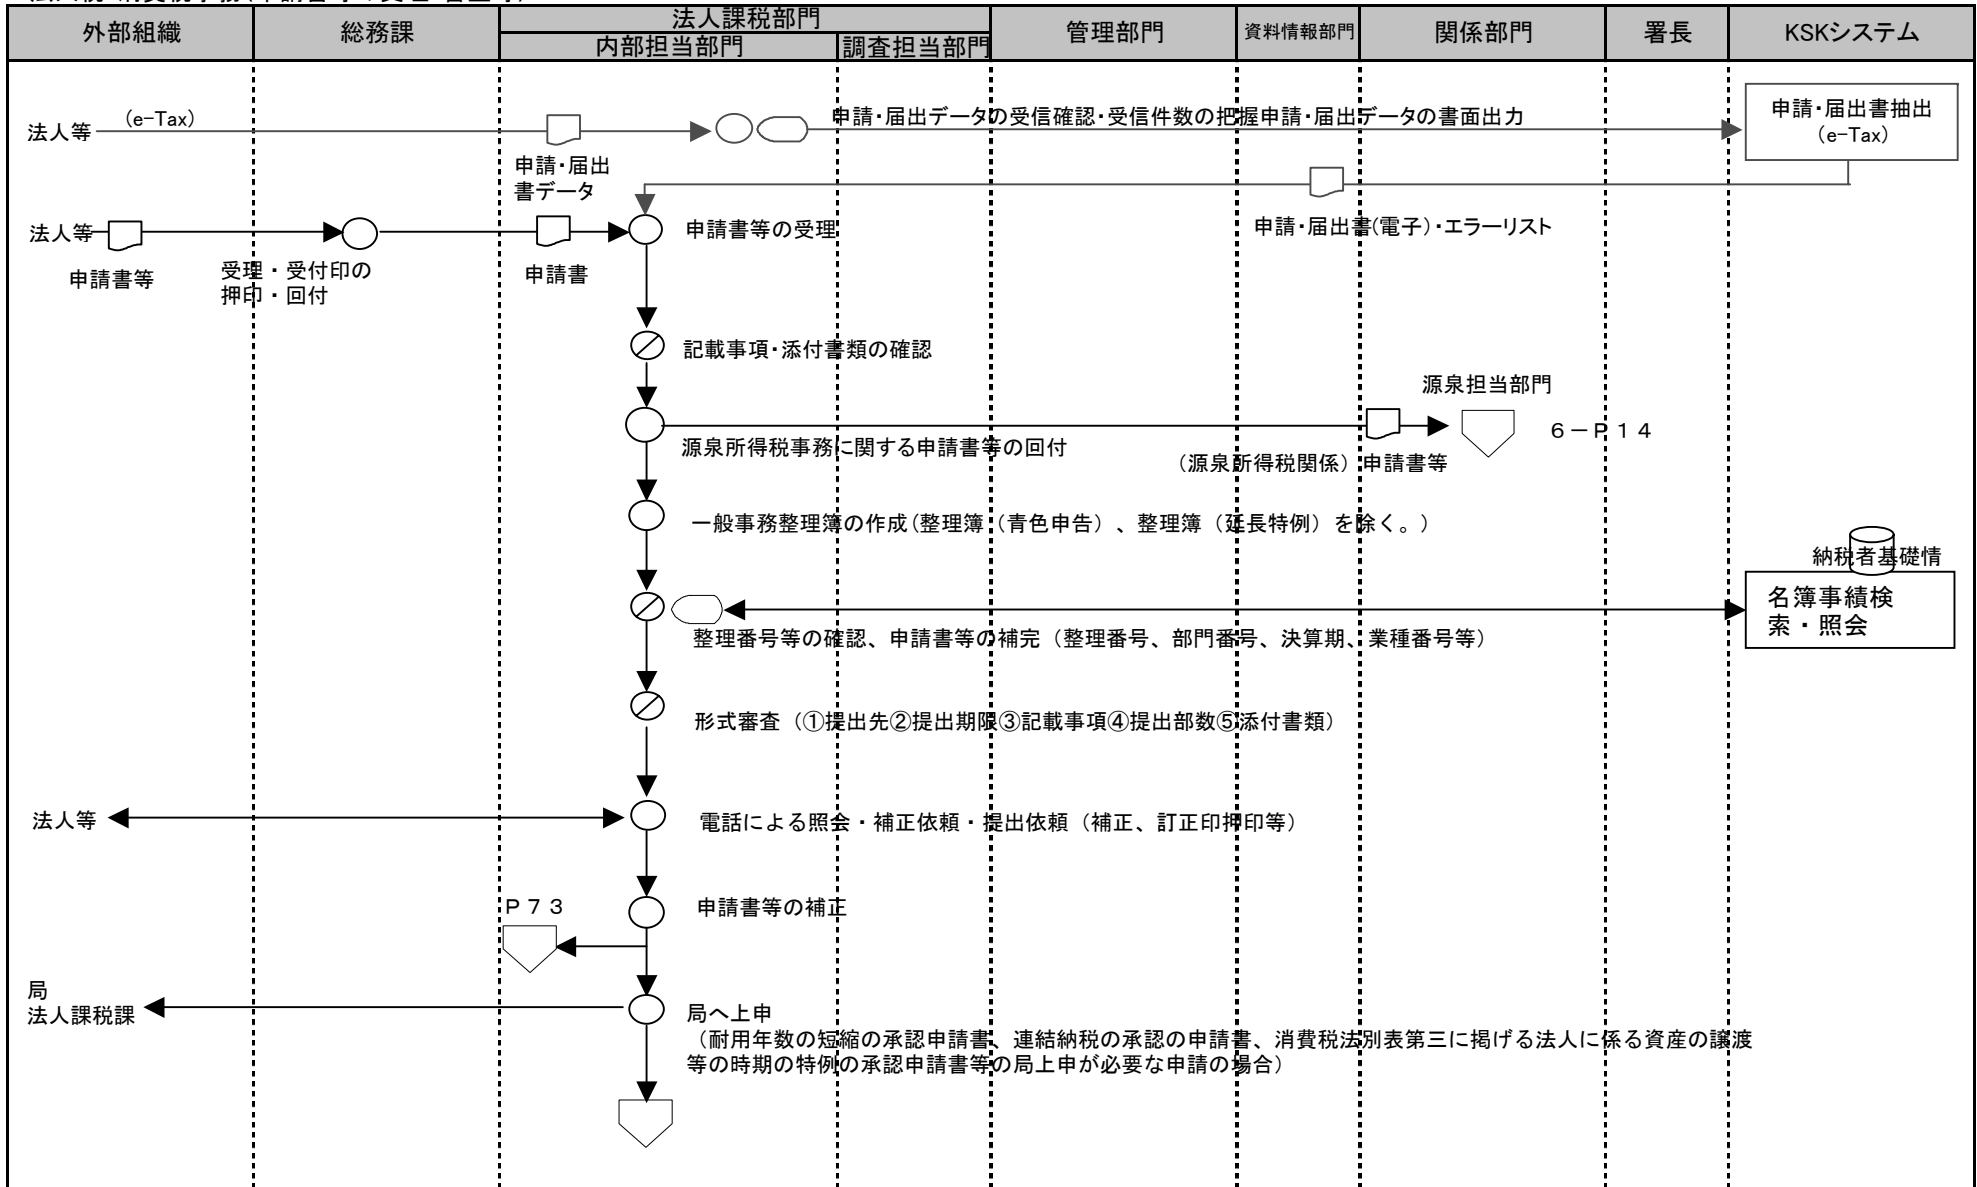 外部組織
総務課
法人課税部門
内部担当部門
調査担当部門
管理部門
資料情報部門
関係部門
署長
KSKシステム
法人等
(e-Tax)
申請・届出
書データ
申請・届出データの受信確認・受信件数の把握申請・届出データの書面出力
申請・届出書抽出
(e-Tax)
法人等
申請書等
受理・受付印の
押印・回付
申請書
申請書等の受理
申請・届出書(電子)・エラーリスト
記載事項・添付書類の確認
源泉担当部門
源泉所得税事務に関する申請書等の回付
(源泉所得税関係)申請書等
6-P14
一般事務整理簿の作成(整理簿(青色申告)、整理簿(延長特例)を除く。)
納税者基礎情
名簿事績検
索・照会
整理番号等の確認、申請書等の補完(整理番号、部門番号、決算期、業種番号等)
形式審査(①提出先②提出期限③記載事項④提出部数⑤添付書類)
法人等
電話による照会・補正依頼・提出依頼(補正、訂正印押印等)
P73
申請書等の補正
局
法人課税課
局へ上申
(耐用年数の短縮の承認申請書、連結納税の承認の申請書、消費税法別表第三に掲げる法人に係る資産の譲渡
等の時期の特例の承認申請書等の局上申が必要な申請の場合)